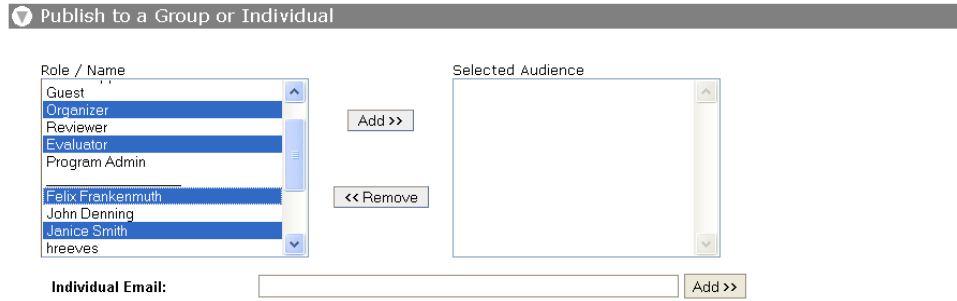 Publish to a Group or Individual
Role / Name
Selected Audience
Guest
Organizer
Reviewer
Evaluator
Program Admin
Felix Frankenmuth
John Denning
Janice Smith
hreeves
Add >>
<< Remove
Individual Email:
Add >>